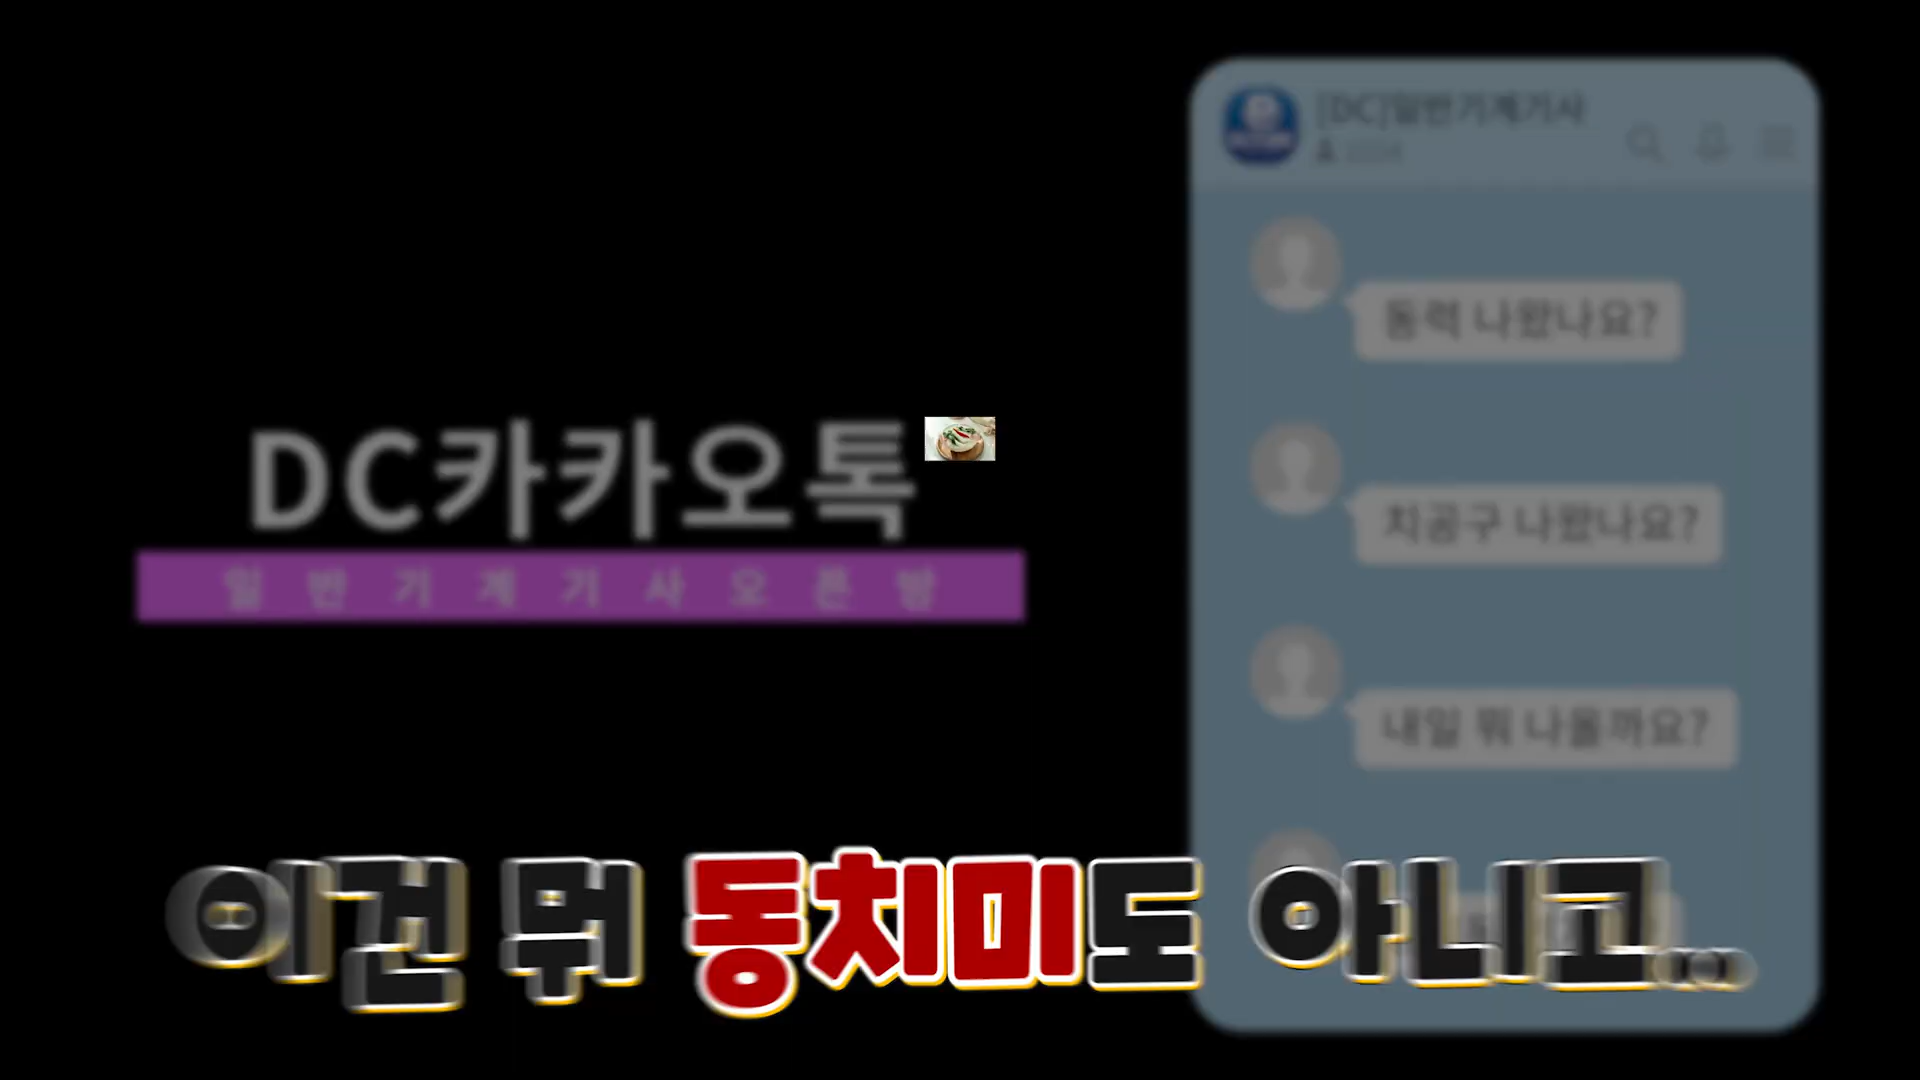 [DC]일반기계기사
동력 나왔나요?
치공구 나왔나요?
DC카카오톡
일반기계기사오픈방
내일 뭐 나올까요?
이건 뭐 동치미도 아니고...